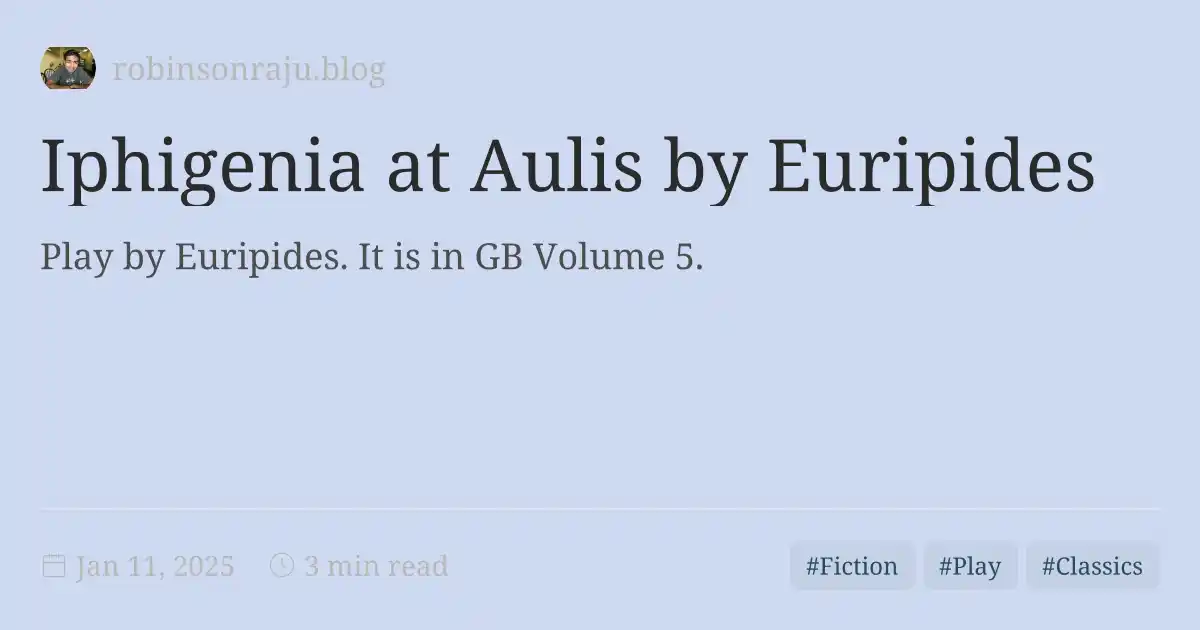 robinsonraju.blog
Iphigenia at Aulis by Euripides
Play by Euripides. It is in GB Volume 5.
Jan 11, 2025 3 min read #Fiction #Play #Classics